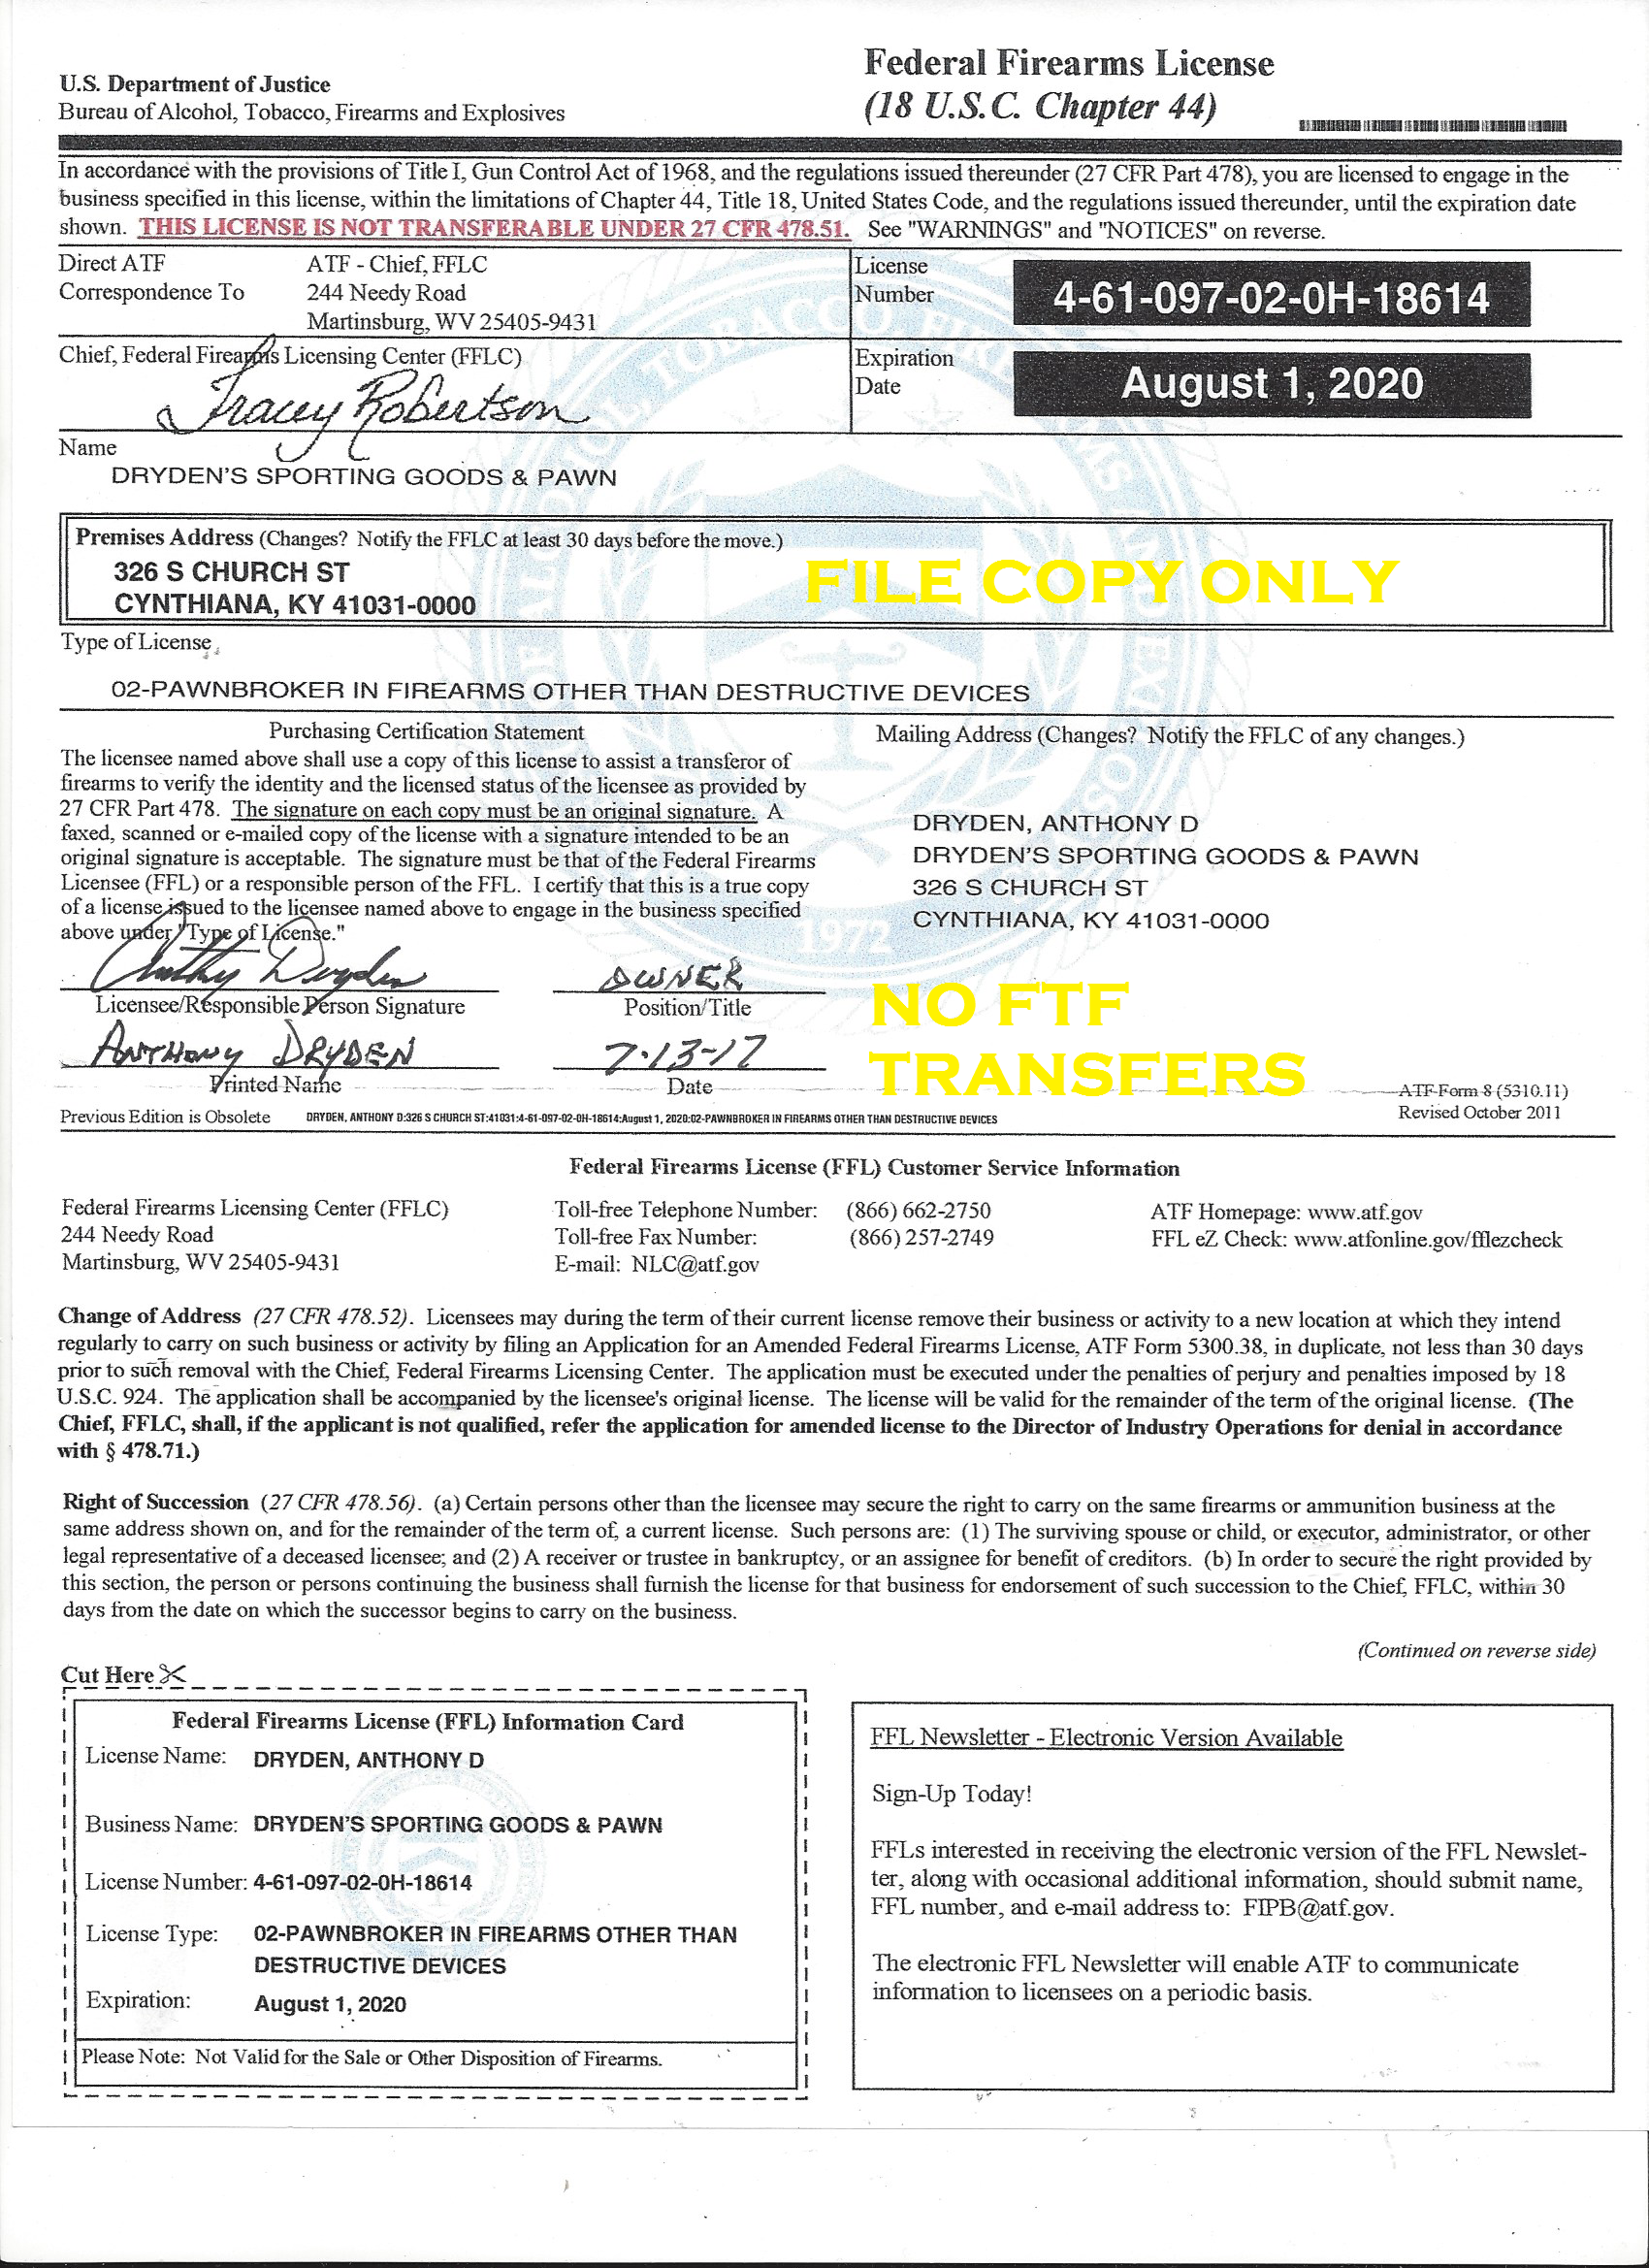 U.S. Department of Justice
Bureau of Alcohol, Tobacco, Firearms and Explosives
Federal Firearms License
(18 U.S.C. Chapter 44)
In accordance with the provisions of Title I, Gun Control Act of 1968, and the regulations issued thereunder (27 CFR Part 478), you are licensed to engage in the
business specified in this license, within the limitations of Chapter 44, Title 18, United States Code, and the regulations issued thereunder, until the expiration date
shown. THIS LICENSE IS NOT TRANSFERABLE UNDER 27 CFR 478.51. See "WARNINGS" and "NOTICES" on reverse.
Direct ATF
Correspondence To
ATF - Chief, FFLC
244 Needy Road
Martinsburg, WV 25405-9431
License
Number
4-61-097-02-0H-18614
Chief, Federal Firearms Licensing Center (FFLC)
Tracey Robertson
Expiration
Date
August 1, 2020
Name
DRYDEN'S SPORTING GOODS & PAWN
Premises Address (Changes? Notify the FFLC at least 30 days before the move.)
326 S CHURCH ST
CYNTHIANA, KY 41031-0000
FILE COPY ONLY
Type of License
02-PAWNBROKER IN FIREARMS OTHER THAN DESTRUCTIVE DEVICES
Purchasing Certification Statement
The licensee named above shall use a copy of this license to assist a transferor of
firearms to verify the identity and the licensed status of the licensee as provided by
27 CFR Part 478. The signature on each copy must be an original signature. A
faxed, scanned or e-mailed copy of the license with a signature intended to be an
original signature is acceptable. The signature must be that of the Federal Firearms
Licensee (FFL) or a responsible person of the FFL. I certify that this is a true copy
of a license issued to the licensee named above to engage in the business specified
above under "Type of License."
Mailing Address (Changes? Notify the FFLC of any changes.)
DRYDEN, ANTHONY D
DRYDEN'S SPORTING GOODS & PAWN
326 S CHURCH ST
CYNTHIANA, KY 41031-0000
1972
Anthony Dryden
OWNER
Licensee/Responsible Person Signature
Position/Title
ANTHONY DRYDEN
7-13-17
Printed Name
Date
NO FTF
TRANSFERS
ATF Form 8 (5310.11)
Revised October 2011
Previous Edition is Obsolete
DRYDEN, ANTHONY D:326 S CHURCH ST:41031:4-61-097-02-0H-18614:August 1, 2020:02-PAWNBROKER IN FIREARMS OTHER THAN DESTRUCTIVE DEVICES
Federal Firearms License (FFL) Customer Service Information
Federal Firearms Licensing Center (FFLC)
244 Needy Road
Martinsburg, WV 25405-9431
Toll-free Telephone Number: (866) 662-2750
Toll-free Fax Number: (866) 257-2749
E-mail: NLC@atf.gov
ATF Homepage: www.atf.gov
FFL eZ Check: www.atfonline.gov/fflezcheck
Change of Address (27 CFR 478.52). Licensees may during the term of their current license remove their business or activity to a new location at which they intend
regularly to carry on such business or activity by filing an Application for an Amended Federal Firearms License, ATF Form 5300.38, in duplicate, not less than 30 days
prior to such removal with the Chief, Federal Firearms Licensing Center. The application must be executed under the penalties of perjury and penalties imposed by 18
U.S.C. 924. The application shall be accompanied by the licensee's original license. The license will be valid for the remainder of the term of the original license. (The
Chief, FFLC, shall, if the applicant is not qualified, refer the application for amended license to the Director of Industry Operations for denial in accordance
with § 478.71.)
Right of Succession (27 CFR 478.56). (a) Certain persons other than the licensee may secure the right to carry on the same firearms or ammunition business at the
same address shown on, and for the remainder of the term of, a current license. Such persons are: (1) The surviving spouse or child, or executor, administrator, or other
legal representative of a deceased licensee; and (2) A receiver or trustee in bankruptcy, or an assignee for benefit of creditors. (b) In order to secure the right provided by
this section, the person or persons continuing the business shall furnish the license for that business for endorsement of such succession to the Chief, FFLC, within 30
days from the date on which the successor begins to carry on the business.
(Continued on reverse side)
Cut Here
Federal Firearms License (FFL) Information Card
License Name: DRYDEN, ANTHONY D
Business Name: DRYDEN'S SPORTING GOODS & PAWN
License Number: 4-61-097-02-0H-18614
License Type: 02-PAWNBROKER IN FIREARMS OTHER THAN
DESTRUCTIVE DEVICES
Expiration: August 1, 2020
Please Note: Not Valid for the Sale or Other Disposition of Firearms.
FFL Newsletter - Electronic Version Available
Sign-Up Today!
FFLs interested in receiving the electronic version of the FFL Newslet-
ter, along with occasional additional information, should submit name,
FFL number, and e-mail address to: FIPB@atf.gov.
The electronic FFL Newsletter will enable ATF to communicate
information to licensees on a periodic basis.